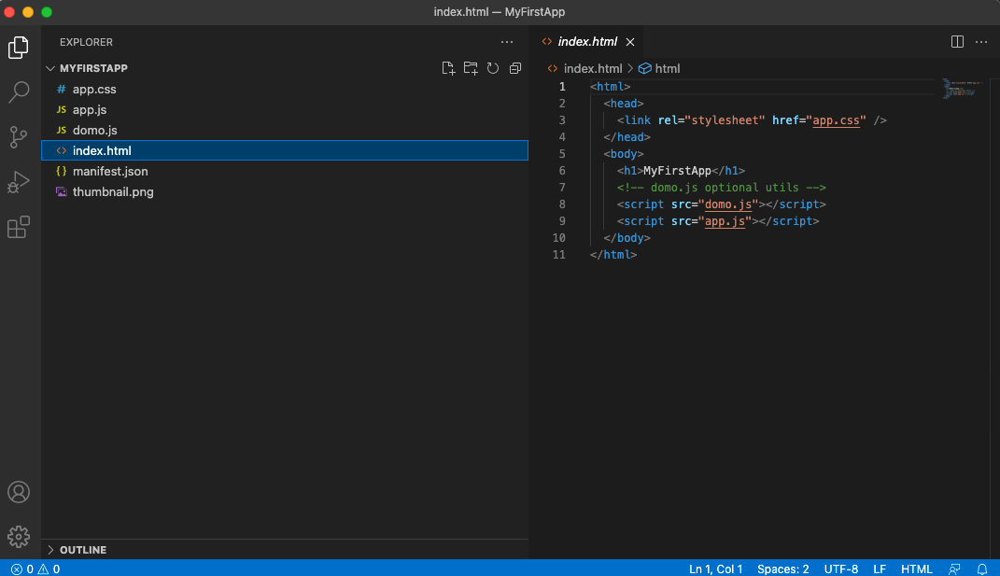 index.html — MyFirstApp
EXPLORER
MYFIRSTAPP
# app.css
JS app.js
JS domo.js
<> index.html
{} manifest.json
thumbnail.png
OUTLINE
<> index.html
<> index.html > html
1 <html>
2 <head>
3 <link rel="stylesheet" href="app.css" />
4 </head>
5 <body>
6 <h1>MyFirstApp</h1>
7 <!-- domo.js optional utils -->
8 <script src="domo.js"></script>
9 <script src="app.js"></script>
10 </body>
11 </html>
0 0 Ln 1, Col 1 Spaces: 2 UTF-8 LF HTML